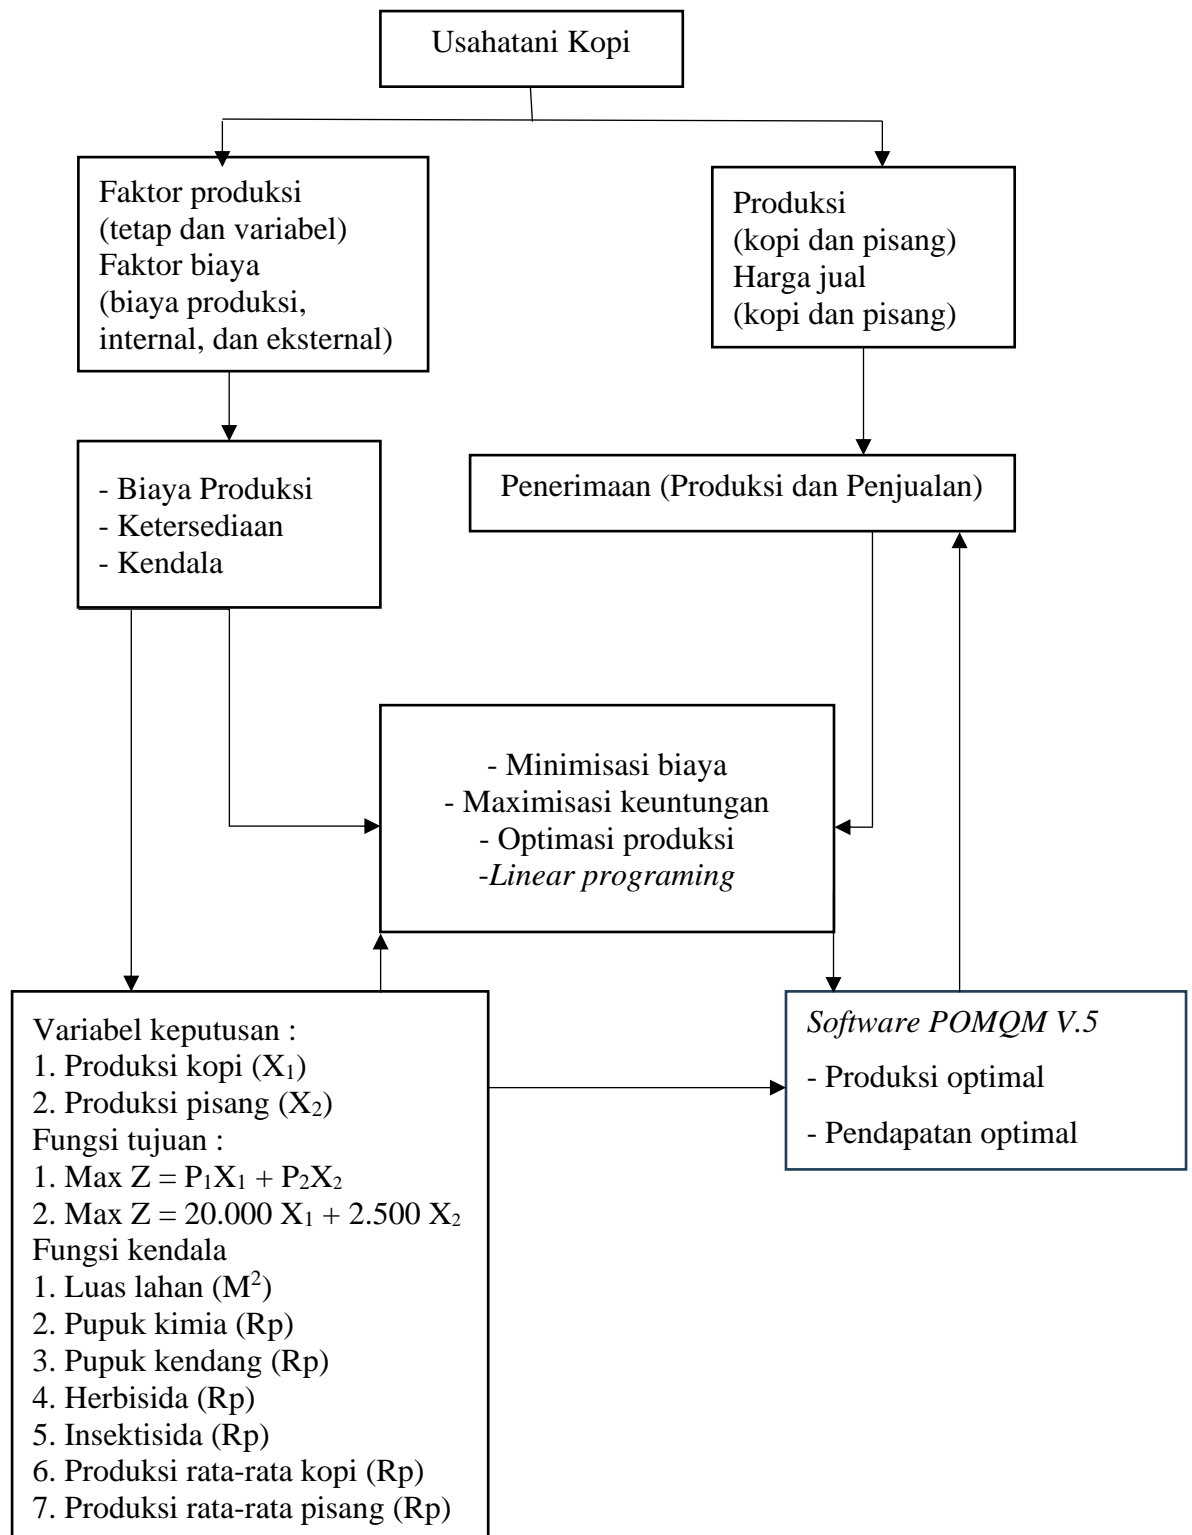 Usahatani Kopi
Faktor produksi
(tetap dan variabel)
Faktor biaya
(biaya produksi,
internal, dan eksternal)
Produksi
(kopi dan pisang)
Harga jual
(kopi dan pisang)
- Biaya Produksi
- Ketersediaan
- Kendala
Penerimaan (Produksi dan Penjualan)
- Minimisasi biaya
- Maximisasi keuntungan
- Optimasi produksi
-Linear programing
Variabel keputusan :
1. Produksi kopi (X₁)
2. Produksi pisang (X₂)
Fungsi tujuan :
1. Max Z = P₁X₁ + P₂X₂
2. Max Z = 20.000 X₁ + 2.500 X₂
Fungsi kendala
1. Luas lahan (M²)
2. Pupuk kimia (Rp)
3. Pupuk kendang (Rp)
4. Herbisida (Rp)
5. Insektisida (Rp)
6. Produksi rata-rata kopi (Rp)
7. Produksi rata-rata pisang (Rp)
Software POMQM V.5
- Produksi optimal
- Pendapatan optimal